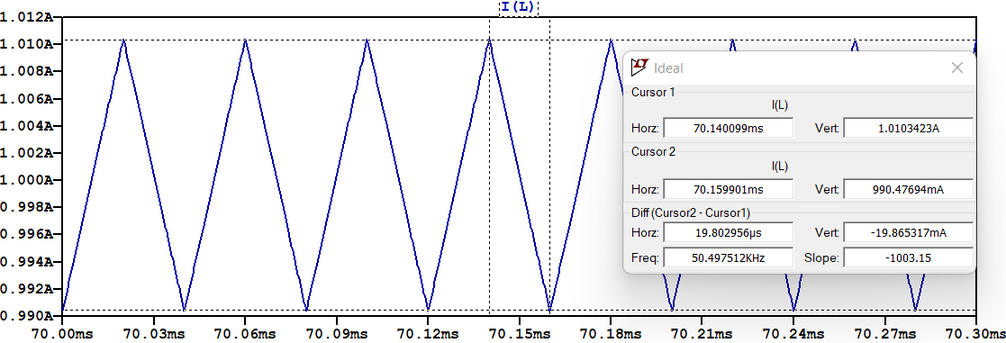 I(L)
1.012A
1.010A
1.008A
1.006A
1.004A
1.002A
1.000A
0.998A
0.996A
0.994A
0.992A
0.990A
70.00ms 70.03ms 70.06ms 70.09ms 70.12ms 70.15ms 70.18ms 70.21ms 70.24ms 70.27ms 70.30ms
Ideal
Cursor 1
I(L)
Horz: 70.140099ms Vert: 1.0103423A
Cursor 2
I(L)
Horz: 70.159901ms Vert: 990.47694mA
Diff (Cursor2 - Cursor1)
Horz: 19.802956µs Vert: -19.865317mA
Freq: 50.497512KHz Slope: -1003.15